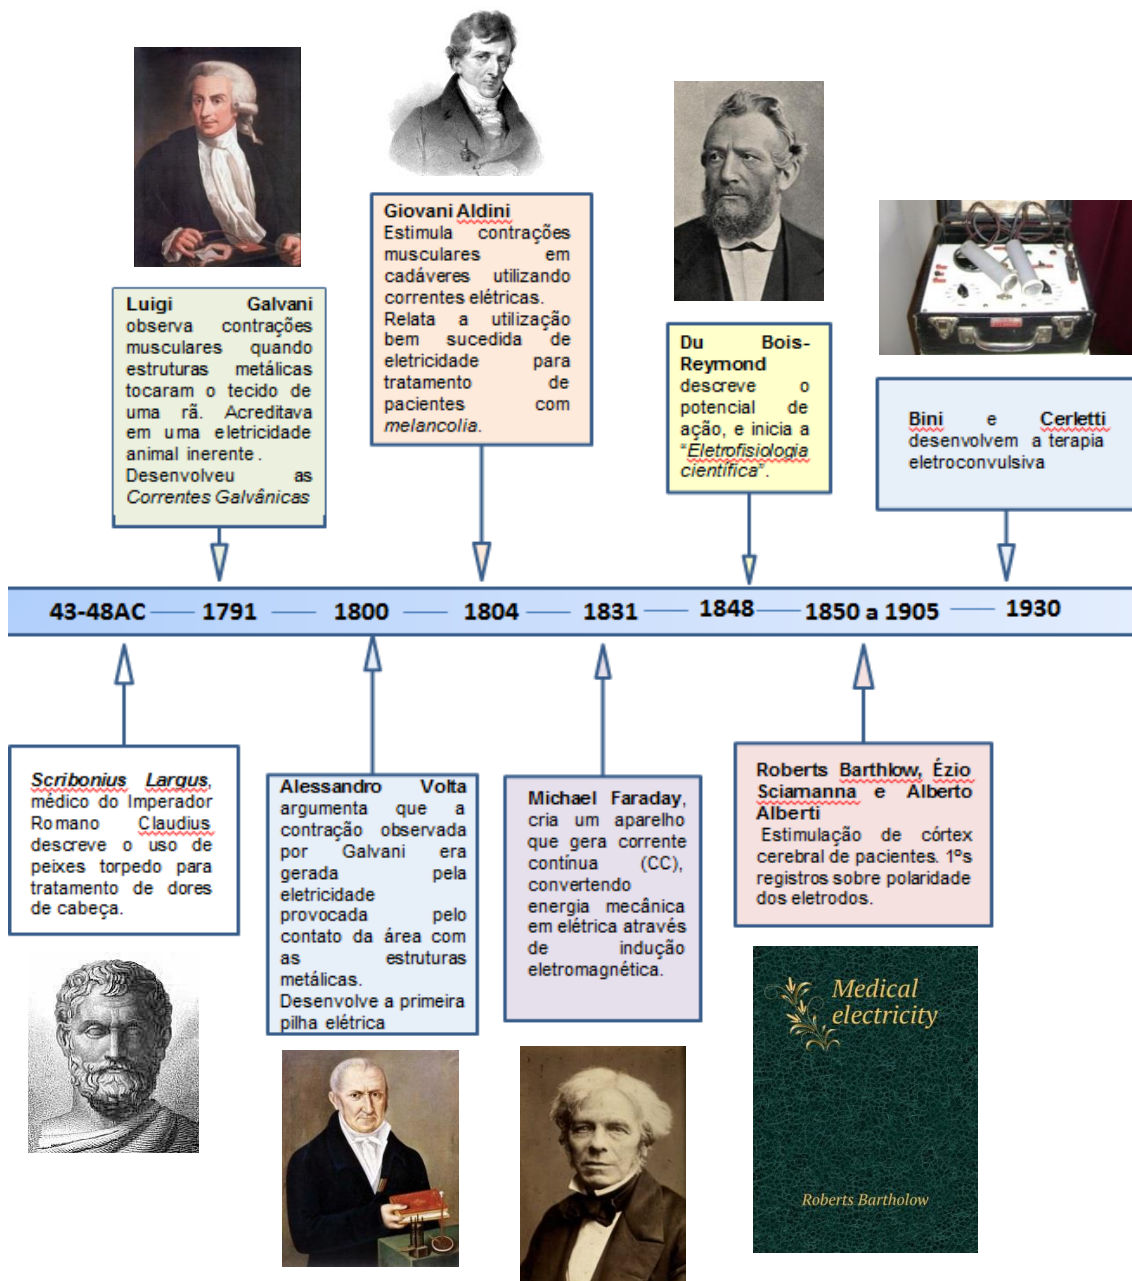 Giovani Aldini
Estimula contrações
musculares em
cadáveres utilizando
correntes elétricas.
Relata a utilização
bem sucedida de
eletricidade para
tratamento de
pacientes com
melancolia.
Luigi Galvani
observa contrações
musculares quando
estruturas metálicas
tocaram o tecido de
uma rã. Acreditava
em uma eletricidade
animal inerente .
Desenvolveu as
Correntes Galvânicas
Du Bois-
Reymond
descreve o
potencial de
ação, e inicia a
“Eletrofisiologia
científica”.
Bini e Cerletti
desenvolvem a terapia
eletroconvulsiva
43-48AC 1791 1800 1804 1831 1848 1850 a 1905 1930
Scribonius Largus,
médico do Imperador
Romano Claudius
descreve o uso de
peixes torpedo para
tratamento de dores
de cabeça.
Alessandro Volta
argumenta que a
contração observada
por Galvani era
gerada pela
eletricidade
provocada pelo
contato da área com
as estruturas
metálicas.
Desenvolve a primeira
pilha elétrica
Michael Faraday,
cria um aparelho
que gera corrente
contínua (CC),
convertendo
energia mecânica
em elétrica através
de indução
eletromagnética.
Roberts Barthlow, Ézio
Sciamanna e Alberto
Alberti
Estimulação de córtex
cerebral de pacientes. 1ºs
registros sobre polaridade
dos eletrodos.
Medical
electricity
Roberts Bartholow